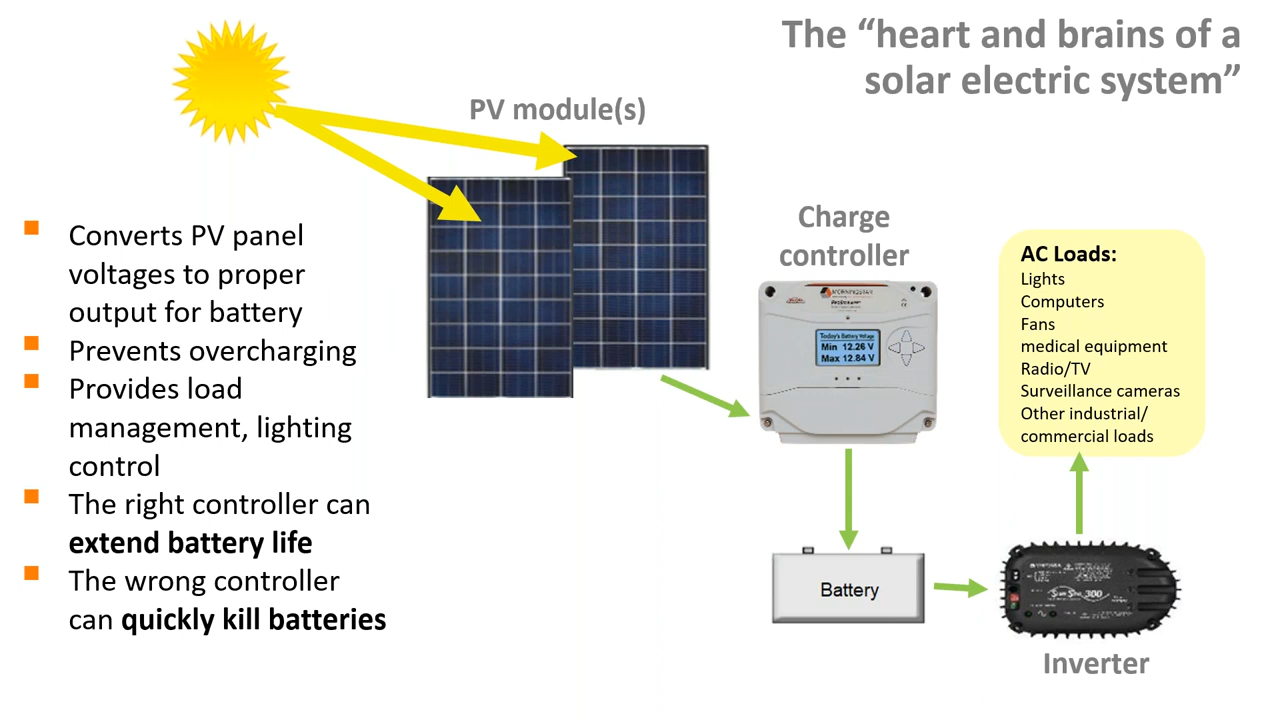 The “heart and brains of a
solar electric system”
PV module(s)
Converts PV panel
voltages to proper
output for battery
Prevents overcharging
Provides load
management, lighting
control
The right controller can
extend battery life
The wrong controller
can quickly kill batteries
Charge
controller
MORNINGSTAR
Today's Battery Voltage
Min 12.26 V
Max 12.84 V
AC Loads:
Lights
Computers
Fans
medical equipment
Radio/TV
Surveillance cameras
Other industrial/
commercial loads
Battery
300
Inverter